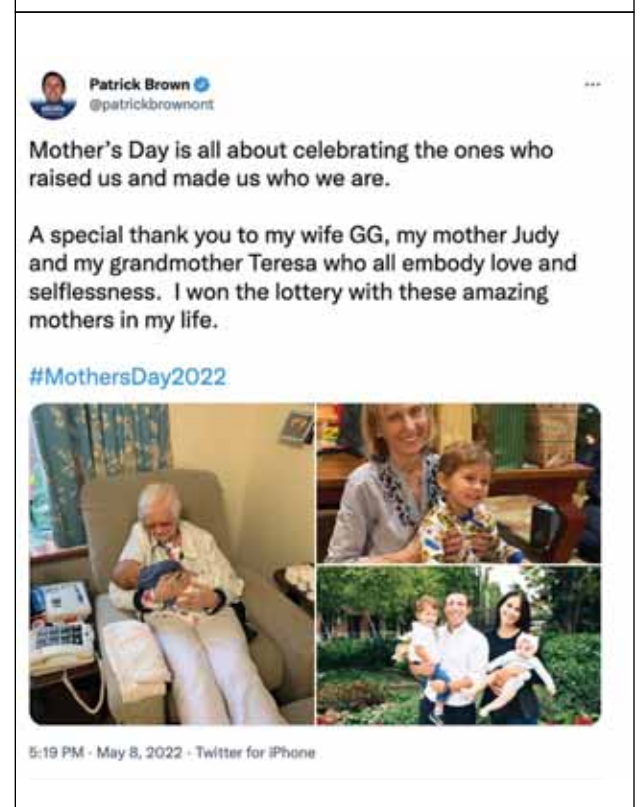 Patrick Brown
@patrickbrownont
Mother's Day is all about celebrating the ones who
raised us and made us who we are.
A special thank you to my wife GG, my mother Judy
and my grandmother Teresa who all embody love and
selflessness. I won the lottery with these amazing
mothers in my life.
#MothersDay2022
5:19 PM · May 8, 2022 · Twitter for iPhone